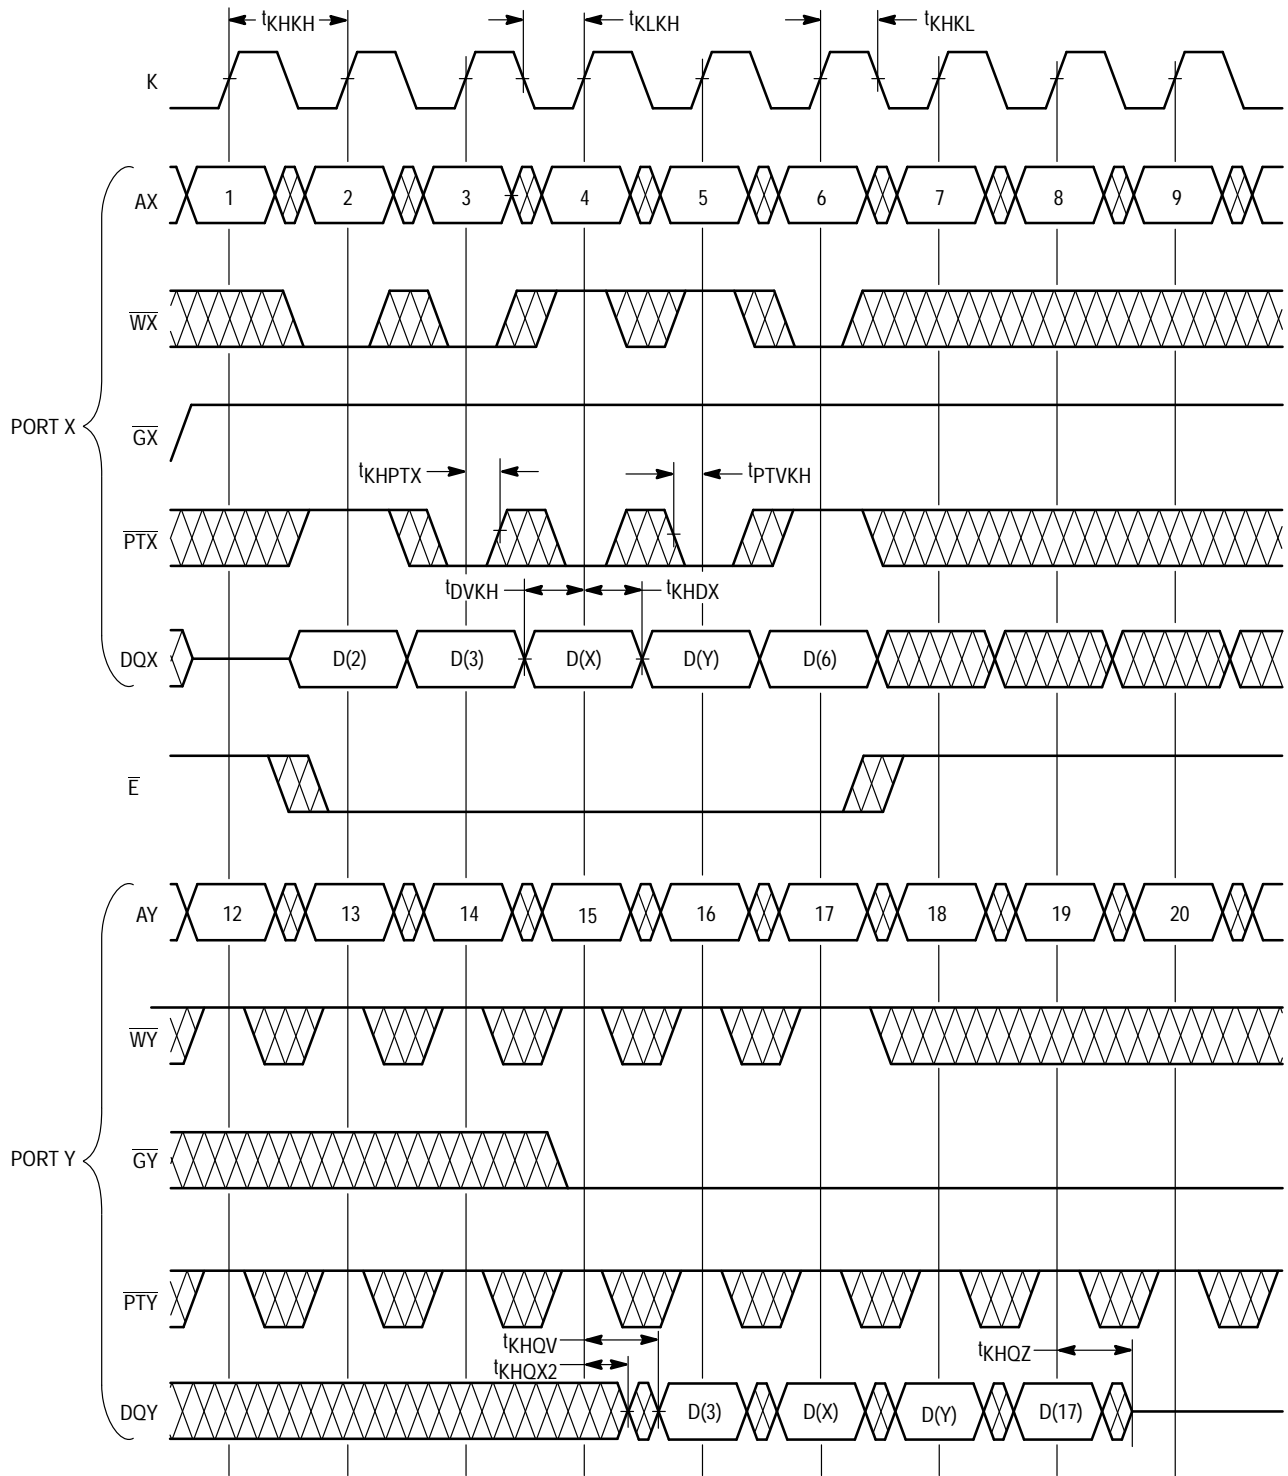 tKHKH tKLKH tKHKL
K
AX 1 2 3 4 5 6 7 8 9
WX
PORT X
GX
tKHPTX tPTVKH
PTX
tDVKH tKHDX
DQX D(2) D(3) D(X) D(Y) D(6)
E
AY 12 13 14 15 16 17 18 19 20
WY
PORT Y
GY
PTY
tKHQV tKHQZ
tKHQX2
DQY D(3) D(X) D(Y) D(17)